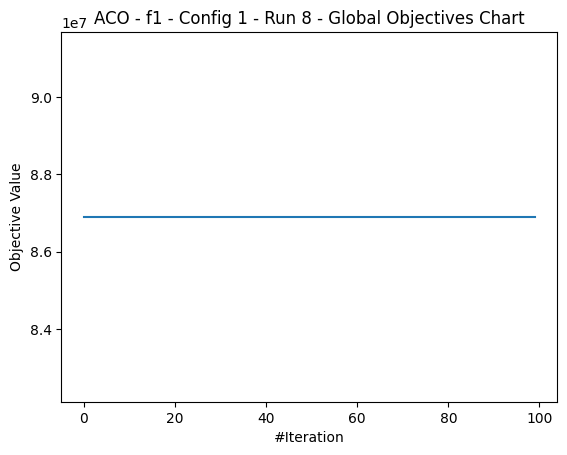 ACO - f1 - Config 1 - Run 8 - Global Objectives Chart
1e7
9.0
8.8
8.6
8.4
Objective Value
0 20 40 60 80 100
#Iteration